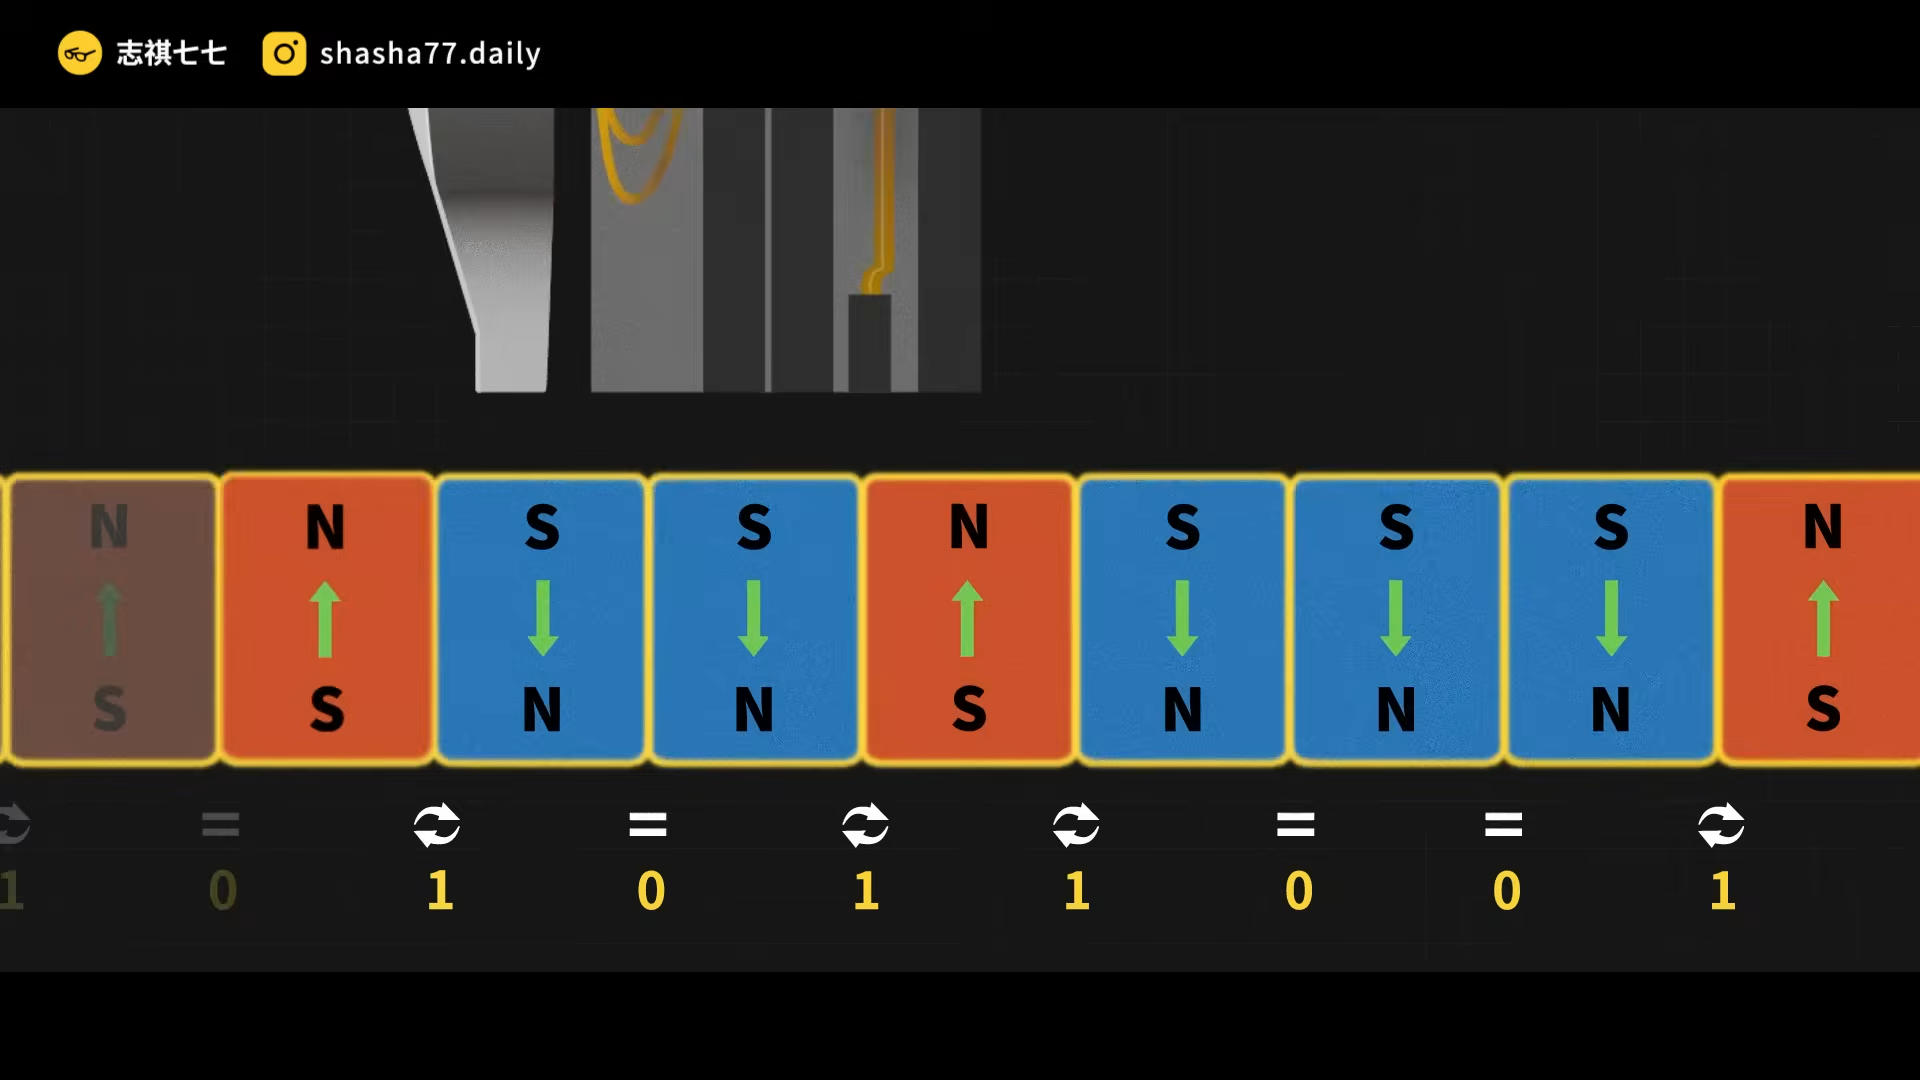 志祺七七 shasha77.daily
N N S S N S S S N
S S N N S N N N S
= = = =
1 0 1 0 1 1 0 0 1